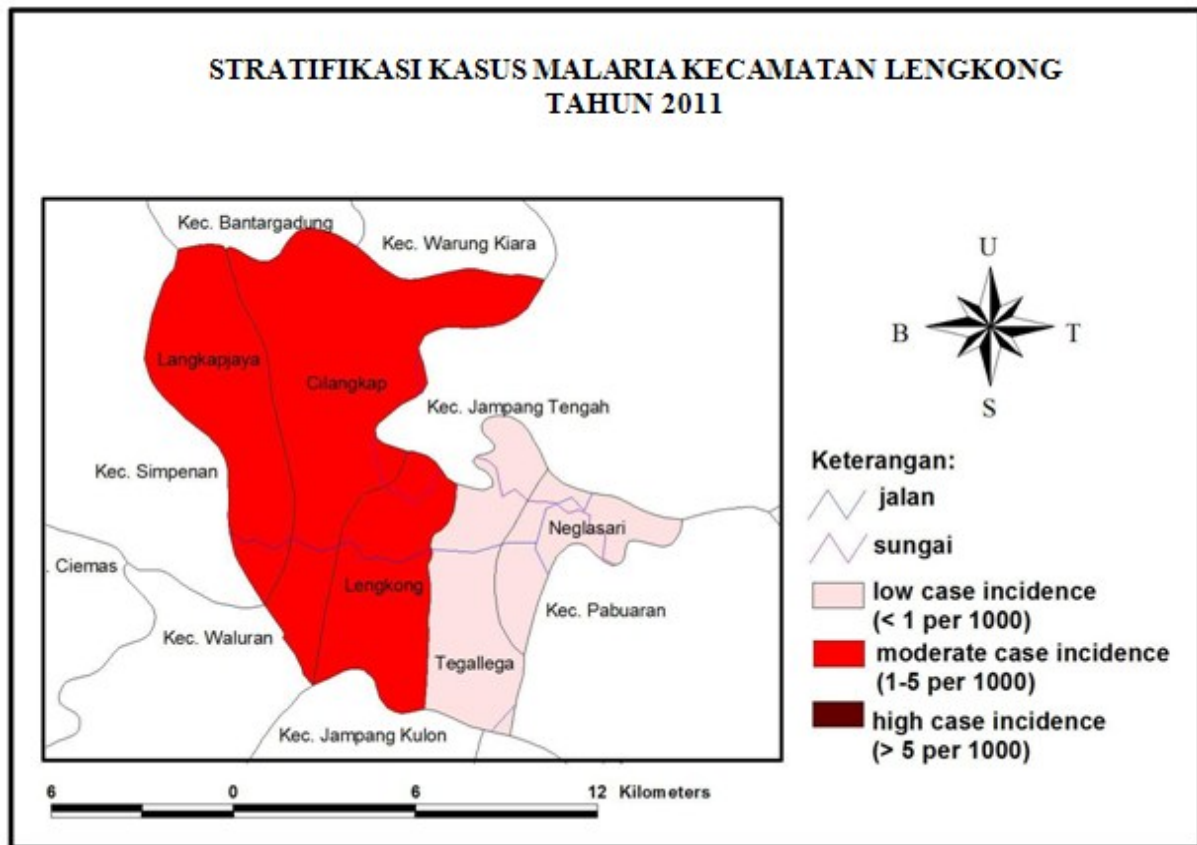 STRATIFIKASI KASUS MALARIA KECAMATAN LENGKONG
TAHUN 2011
Kec. Bantargadung
Kec. Warung Kiara
Langkapjaya
Cilangkap
Kec. Jampang Tengah
Kec. Simpenan
Neglasari
. Ciemas
Lengkong
Kec. Pabuaran
Kec. Waluran
Tegallega
Kec. Jampang Kulon
U
B
T
S
Keterangan:
jalan
sungai
low case incidence
(< 1 per 1000)
moderate case incidence
(1-5 per 1000)
high case incidence
(> 5 per 1000)
6 0 6 12 Kilometers